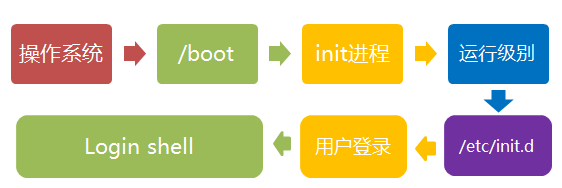 操作系统
/boot
init进程
运行级别
/etc/init.d
用户登录
Login shell